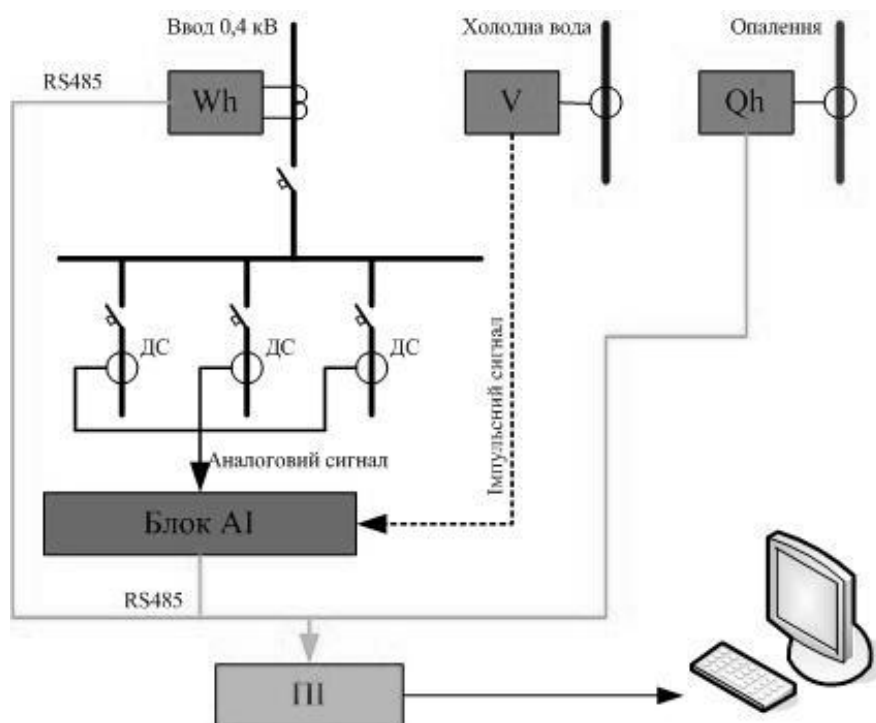 Ввод 0,4 кВ
Холодна вода
Опалення
RS485
Wh
V
Qh
ДС
ДС
ДС
Імпульсний сигнал
Аналоговий сигнал
Блок АІ
RS485
ПІ